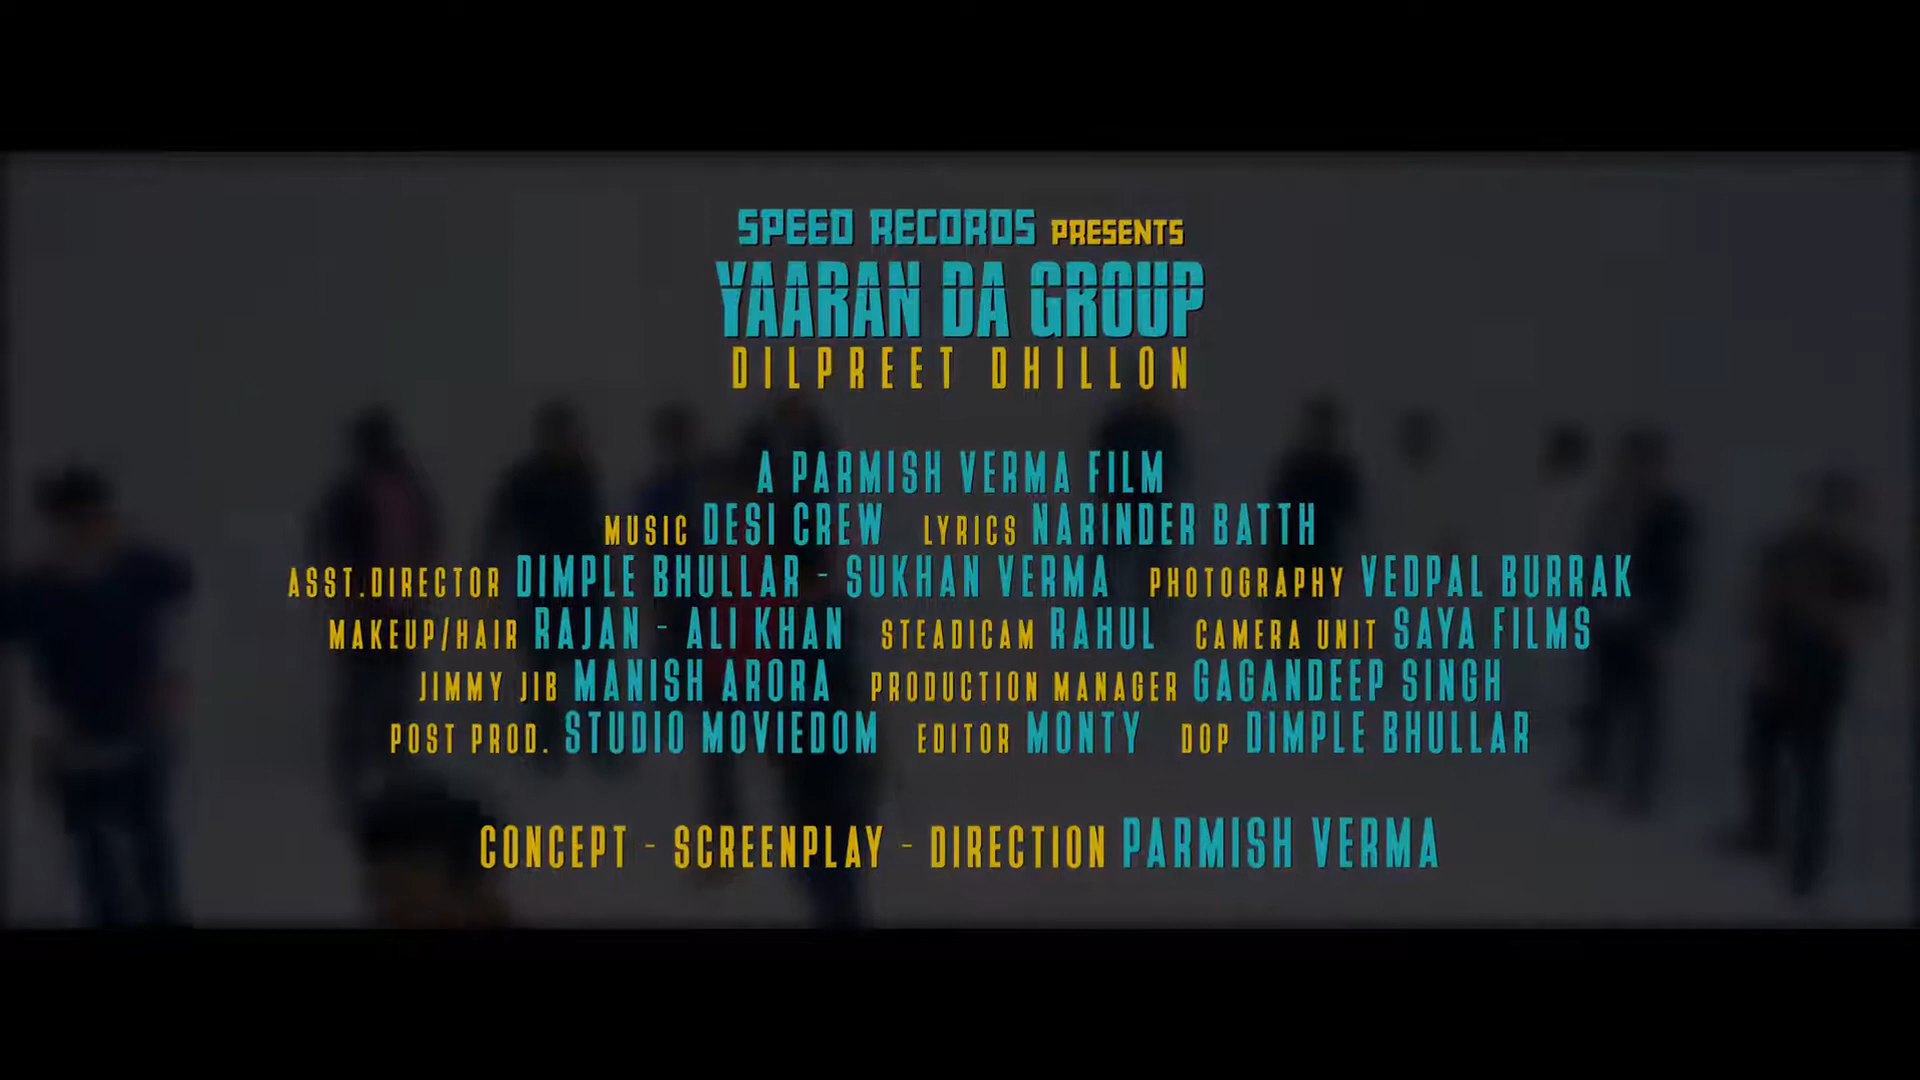 SPEED RECORDS PRESENTS
YAARAN DA GROUP
DILPREET DHILLON
A PARMISH VERMA FILM
MUSIC DESI CREW LYRICS NARINDER BATTH
ASST.DIRECTOR DIMPLE BHULLAR - SUKHAN VERMA PHOTOGRAPHY VEDPAL BURRAK
MAKEUP/HAIR RAJAN - ALI KHAN STEADICAM RAHUL CAMERA UNIT SAYA FILMS
JIMMY JIB MANISH ARORA PRODUCTION MANAGER GAGANDEEP SINGH
POST PROD. STUDIO MOVIEDOM EDITOR MONTY DOP DIMPLE BHULLAR
CONCEPT - SCREENPLAY - DIRECTION PARMISH VERMA